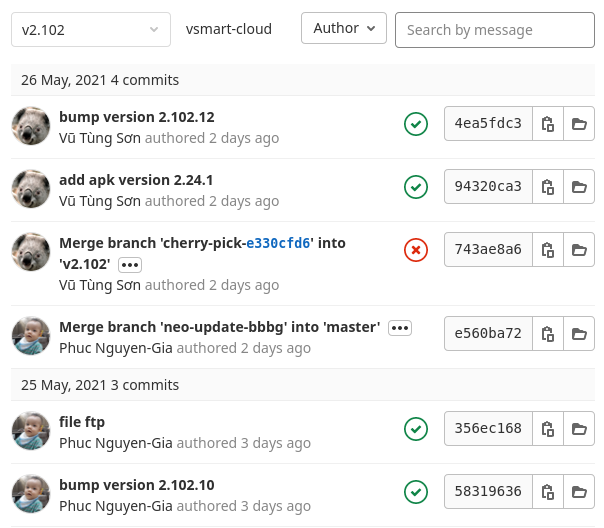 v2.102 vsmart-cloud Author Search by message
26 May, 2021 4 commits
bump version 2.102.12
Vũ Tùng Sơn authored 2 days ago
4ea5fdc3
add apk version 2.24.1
Vũ Tùng Sơn authored 2 days ago
94320ca3
Merge branch 'cherry-pick-e330cfd6' into
'v2.102' •••
Vũ Tùng Sơn authored 2 days ago
743ae8a6
Merge branch 'neo-update-bbbg' into 'master' •••
Phuc Nguyen-Gia authored 2 days ago
e560ba72
25 May, 2021 3 commits
file ftp
Phuc Nguyen-Gia authored 3 days ago
356ec168
bump version 2.102.10
Phuc Nguyen-Gia authored 3 days ago
58319636